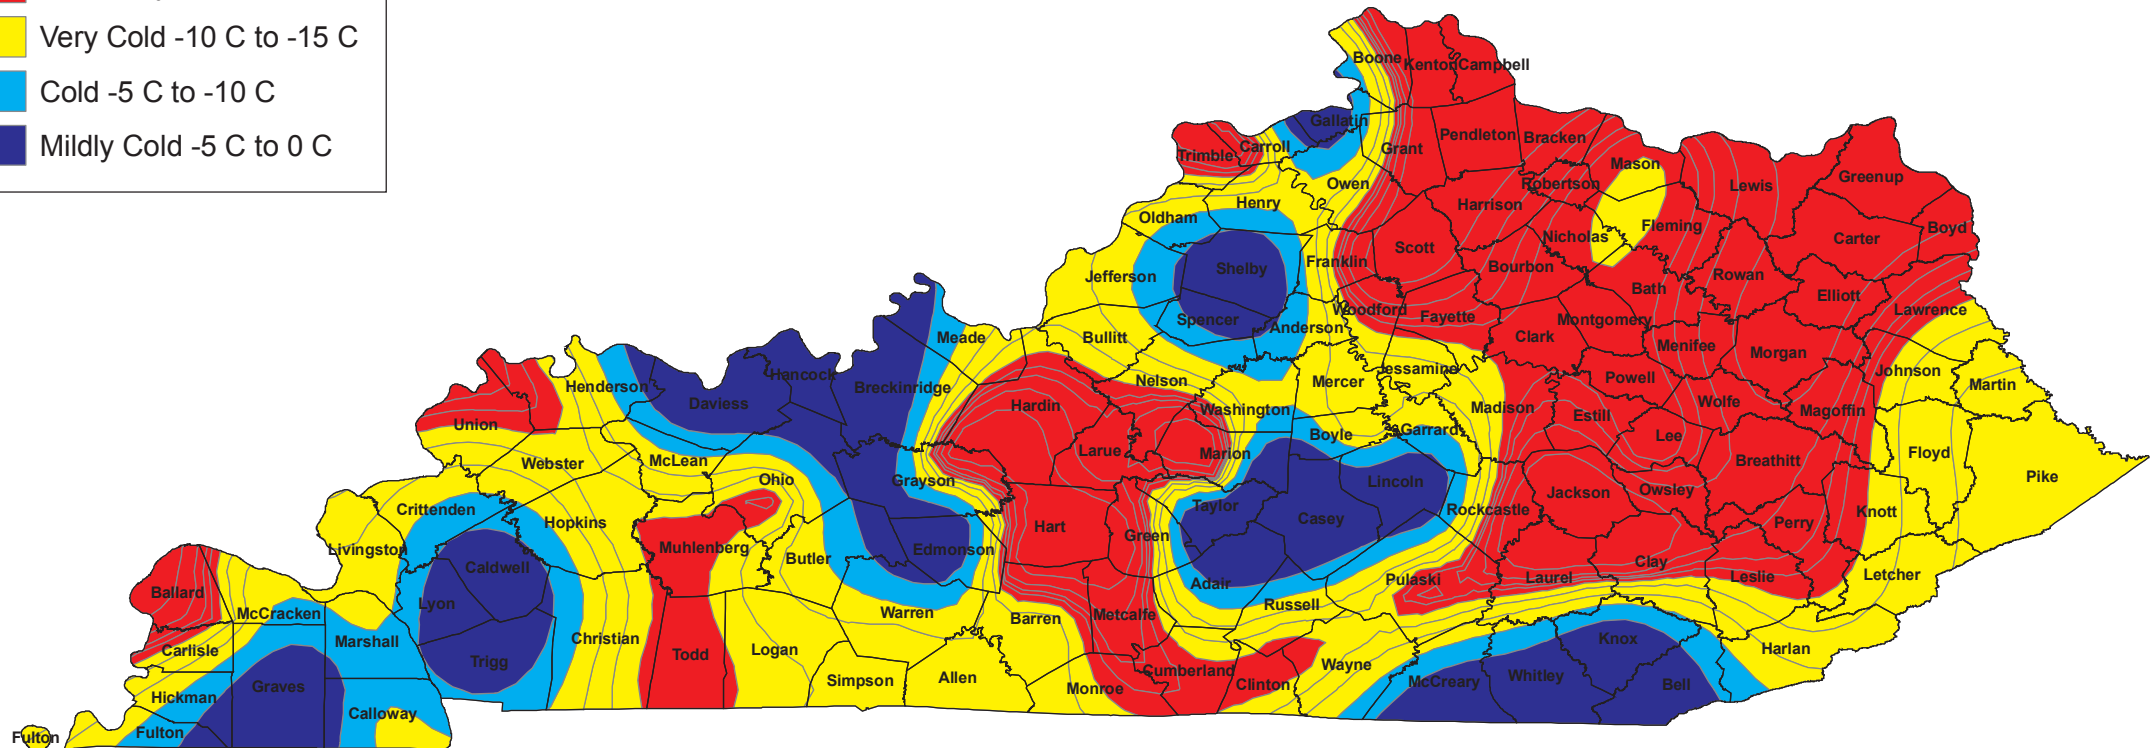 Very Cold -10 C to -15 C
Cold -5 C to -10 C
Mildly Cold -5 C to 0 C
Boone
Kenton
Campbell
Gallatin
Trimble
Carroll
Grant
Pendleton
Bracken
Mason
Owen
Robertson
Lewis
Greenup
Henry
Harrison
Oldham
Fleming
Boyd
Nicholas
Carter
Scott
Franklin
Shelby
Jefferson
Bourbon
Rowan
Bath
Elliott
Woodford
Fayette
Lawrence
Spencer
Anderson
Montgomery
Clark
Bullitt
Meade
Menifee
Morgan
Jessamine
Johnson
Martin
Powell
Hancock
Nelson
Mercer
Henderson
Breckinridge
Daviess
Hardin
Washington
Madison
Estill
Wolfe
Magoffin
Union
Boyle
Garrard
Lee
Larue
Marion
Floyd
Breathitt
Webster
McLean
Ohio
Grayson
Lincoln
Pike
Jackson
Owsley
Crittenden
Taylor
Rockcastle
Knott
Hopkins
Hart
Casey
Perry
Green
Livingston
Muhlenberg
Edmonson
Butler
Caldwell
Clay
Ballard
Adair
Pulaski
Laurel
Leslie
Letcher
Lyon
McCracken
Warren
Russell
Barren
Metcalfe
Marshall
Christian
Knox
Carlisle
Todd
Logan
Harlan
Trigg
Wayne
Cumberland
Simpson
Allen
Whitley
McCreary
Graves
Monroe
Clinton
Bell
Hickman
Calloway
Fulton
Fulton